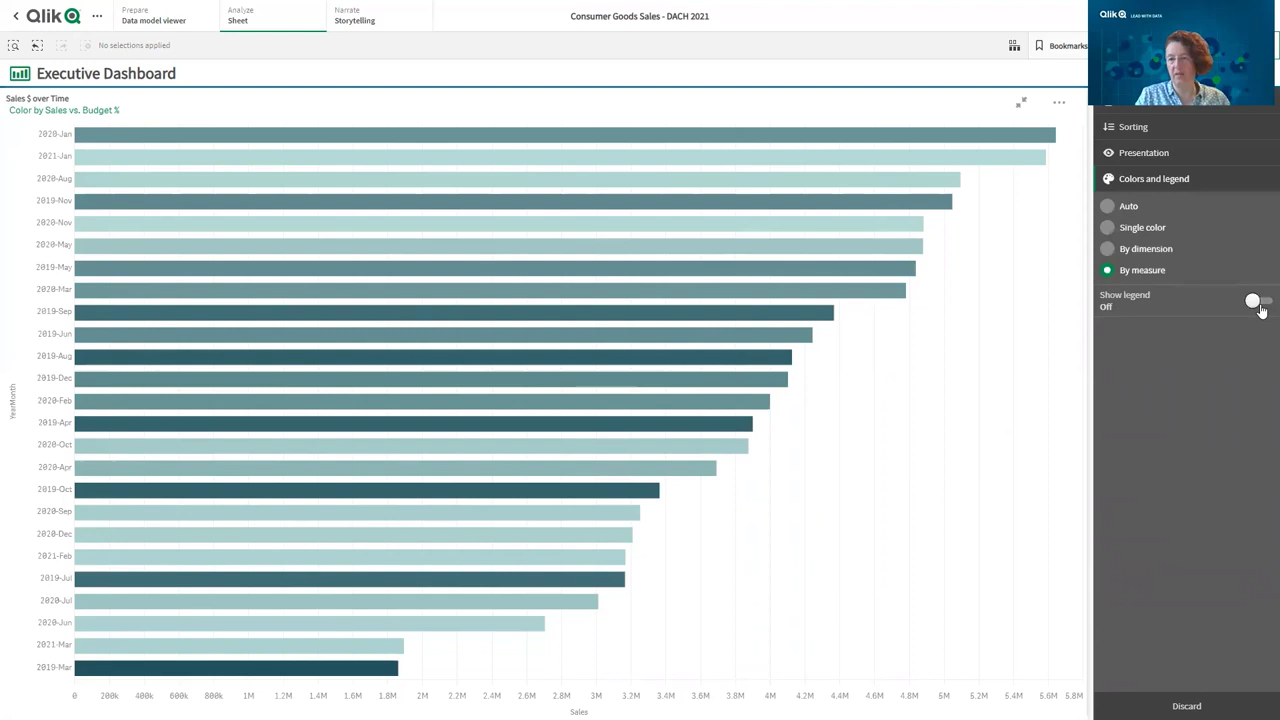 Qlik
Prepare
Data model viewer
Analyze
Sheet
Narrate
Storytelling
Consumer Goods Sales - DACH 2021
Qlik LEAD WITH DATA
No selections applied
Bookmarks
Executive Dashboard
Sales $ over Time
Color by Sales vs. Budget %
2020-Jan
2021-Jan
2020-Aug
2019-Nov
2020-Nov
2020-May
2019-May
2020-Mar
2019-Sep
2019-Jun
2019-Aug
2019-Dec
2020-Feb
2019-Apr
2020-Oct
2020-Apr
2019-Oct
2020-Sep
2020-Dec
2021-Feb
2019-Jul
2020-Jul
2020-Jun
2021-Mar
2019-Mar
YearMonth
0 200k 400k 600k 800k 1M 1.2M 1.4M 1.6M 1.8M 2M 2.2M 2.4M 2.6M 2.8M 3M 3.2M 3.4M 3.6M 3.8M 4M 4.2M 4.4M 4.6M 4.8M 5M 5.2M 5.4M 5.6M 5.8M
Sales
Sorting
Presentation
Colors and legend
Auto
Single color
By dimension
By measure
Show legend
Off
Discard